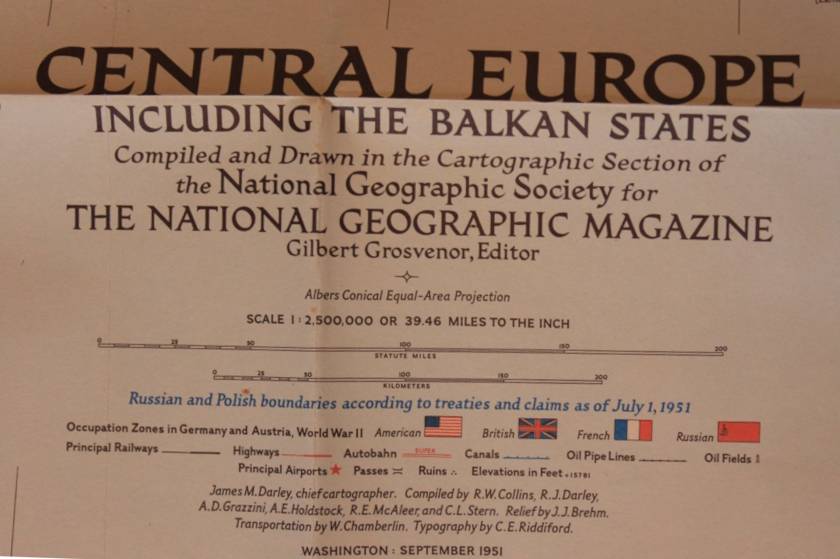 CENTRAL EUROPE
INCLUDING THE BALKAN STATES
Compiled and Drawn in the Cartographic Section of
the National Geographic Society for
THE NATIONAL GEOGRAPHIC MAGAZINE
Gilbert Grosvenor, Editor
Albers Conical Equal-Area Projection
SCALE 1:2,500,000 OR 39.46 MILES TO THE INCH
0 25 50 100 150 200
STATUTE MILES
0 25 50 100 150 200
KILOMETERS
Russian and Polish boundaries according to treaties and claims as of July 1, 1951
Occupation Zones in Germany and Austria, World War II American British French Russian
Principal Railways Highways Autobahn SUPER Canals Oil Pipe Lines Oil Fields
Principal Airports Passes Ruins Elevations in Feet .(578)
James M. Darley, chief cartographer. Compiled by R.W. Collins, R.J. Darley,
A.D. Grazzini, A.E. Holdstock, R.E. McAleer, and C.L. Stern. Relief by J.J. Brehm.
Transportation by W. Chamberlin. Typography by C.E. Riddiford.
WASHINGTON : SEPTEMBER 1951